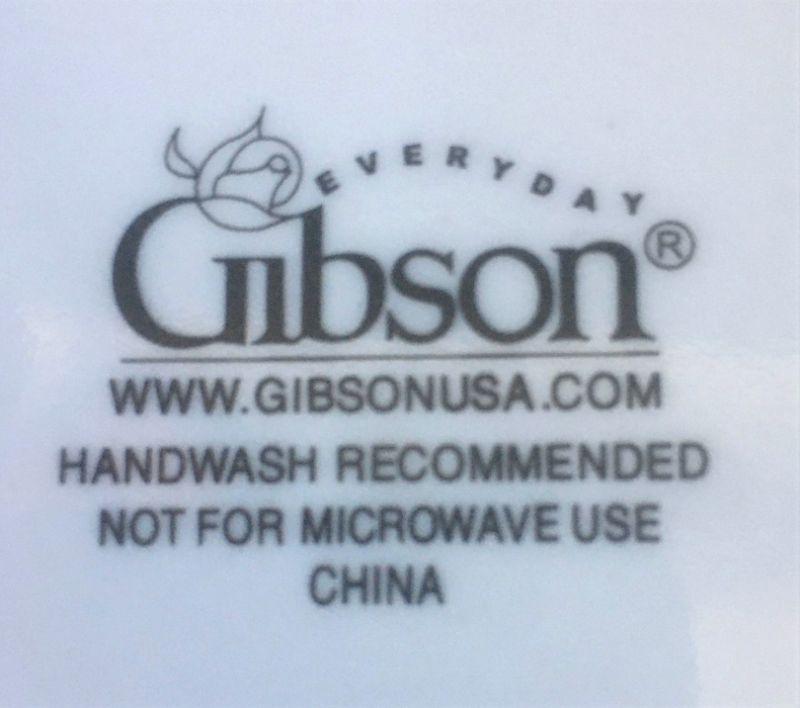 EVERYDAY
Gibson®
WWW.GIBSONUSA.COM
HANDWASH RECOMMENDED
NOT FOR MICROWAVE USE
CHINA